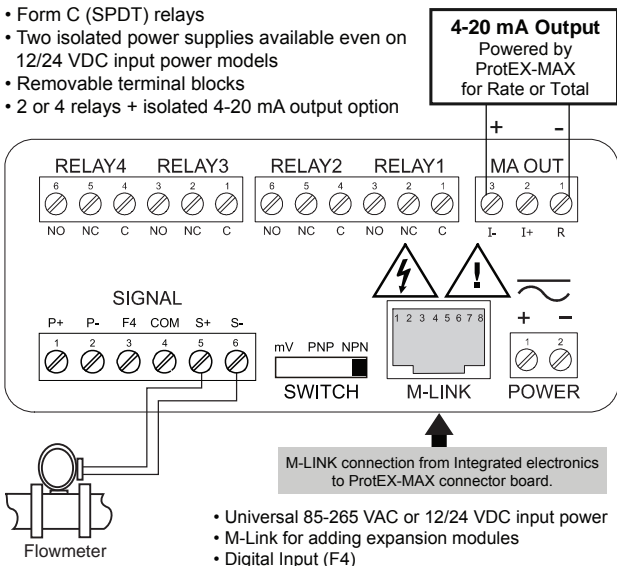 • Form C (SPDT) relays
• Two isolated power supplies available even on
12/24 VDC input power models
• Removable terminal blocks
• 2 or 4 relays + isolated 4-20 mA output option
4-20 mA Output
Powered by
ProtEX-MAX
for Rate or Total
+ -
RELAY4 RELAY3 RELAY2 RELAY1 MA OUT
6 5 4 3 2 1 6 5 4 3 2 1 3 2 1
NO NC C NO NC C NO NC C NO NC C I- I+ R
SIGNAL
P+ P- F4 COM S+ S-
1 2 3 4 5 6
mV PNP NPN
SWITCH
!
1 2 3 4 5 6 7 8
M-LINK
+ -
1 2
POWER
M-LINK connection from Integrated electronics
to ProtEX-MAX connector board.
Flowmeter
• Universal 85-265 VAC or 12/24 VDC input power
• M-Link for adding expansion modules
• Digital Input (F4)